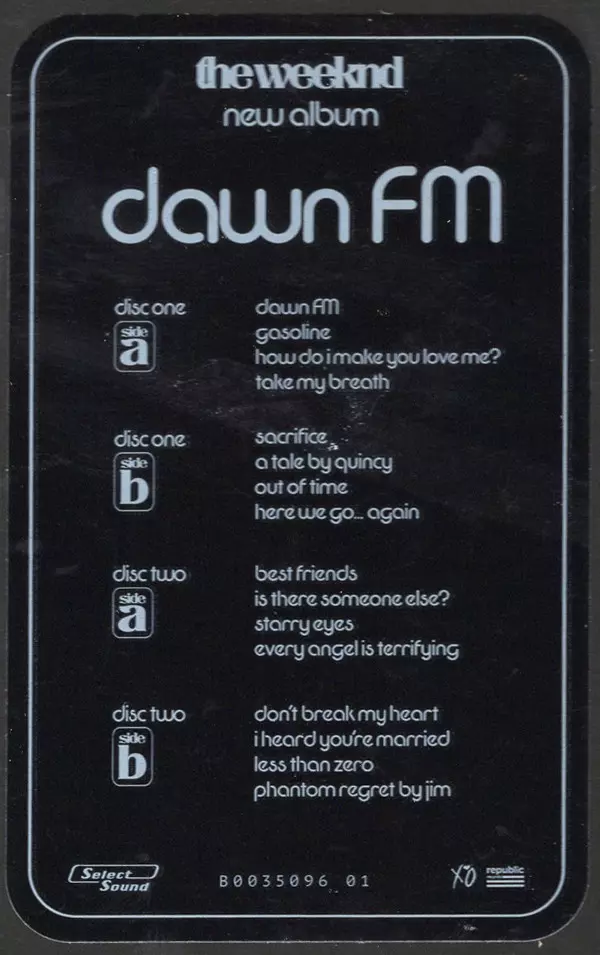 the weeknd
new album
dawn FM
disc one
side
a
dawn FM
gasoline
how do i make you love me?
take my breath
disc one
side
b
sacrifice
a tale by quincy
out of time
here we go... again
disc two
side
a
best friends
is there someone else?
starry eyes
every angel is terrifying
disc two
side
b
don't break my heart
i heard you're married
less than zero
phantom regret by jim
Select
Sound
B0035096 01
XO
republic